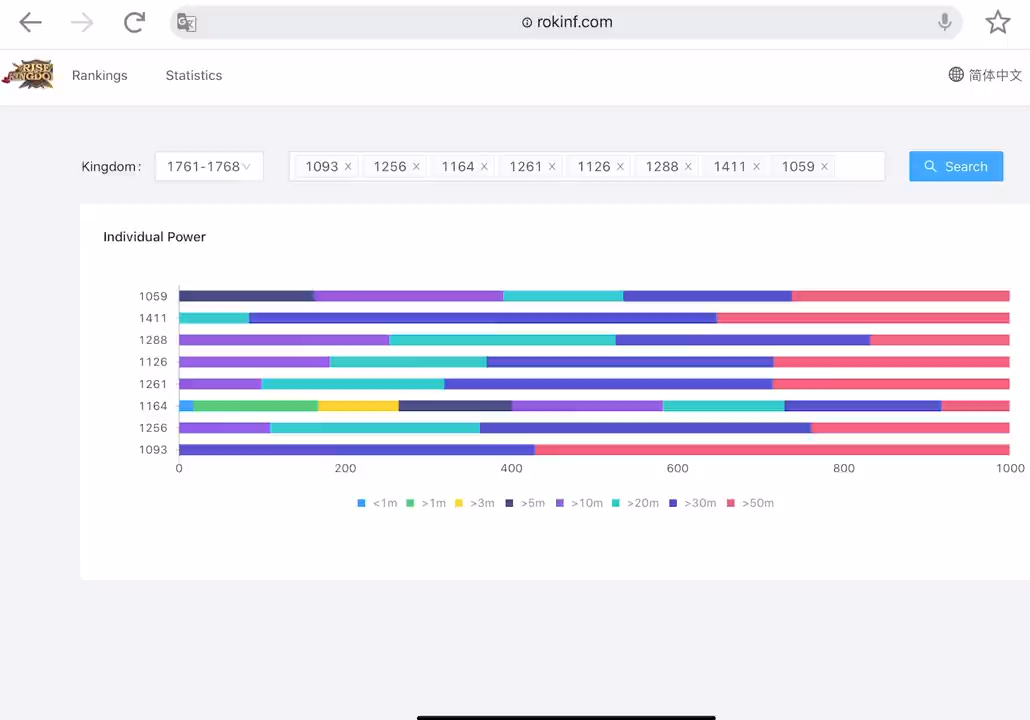 rokinf.com
RISE KINGDO
Rankings Statistics 简体中文
Kingdom: 1761-1768 1093 × 1256 × 1164 × 1261 × 1126 × 1288 × 1411 × 1059 × Search
Individual Power
1059
1411
1288
1126
1261
1164
1256
1093
0 200 400 600 800 1000
<1m >1m >3m >5m >10m >20m >30m >50m